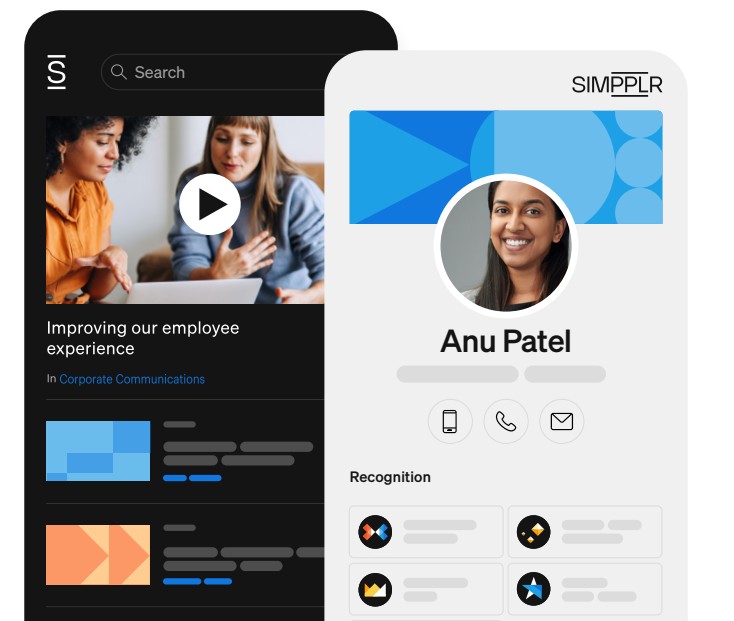 S
Search
Improving our employee
experience
In Corporate Communications
SIMPPLR
Anu Patel
Recognition